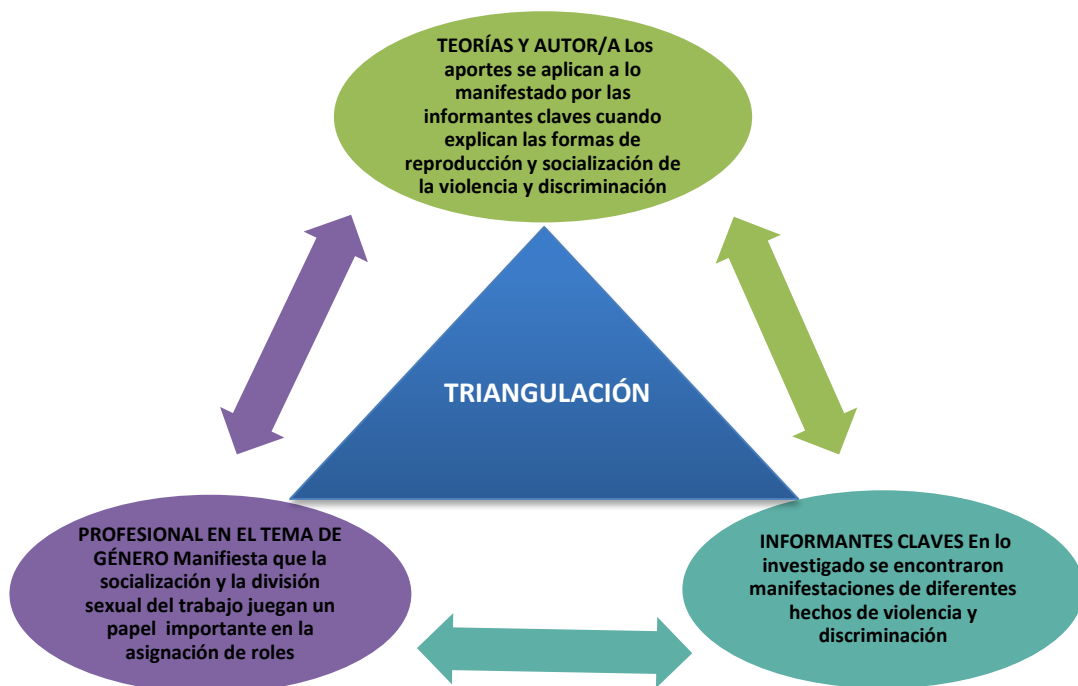 TEORÍAS Y AUTOR/A Los
aportes se aplican a lo
manifestado por las
informantes claves cuando
explican las formas de
reproducción y socialización de
la violencia y discriminación
TRIANGULACIÓN
PROFESIONAL EN EL TEMA DE
GÉNERO Manifiesta que la
socialización y la división
sexual del trabajo juegan un
papel importante en la
asignación de roles
INFORMANTES CLAVES En lo
investigado se encontraron
manifestaciones de diferentes
hechos de violencia y
discriminación